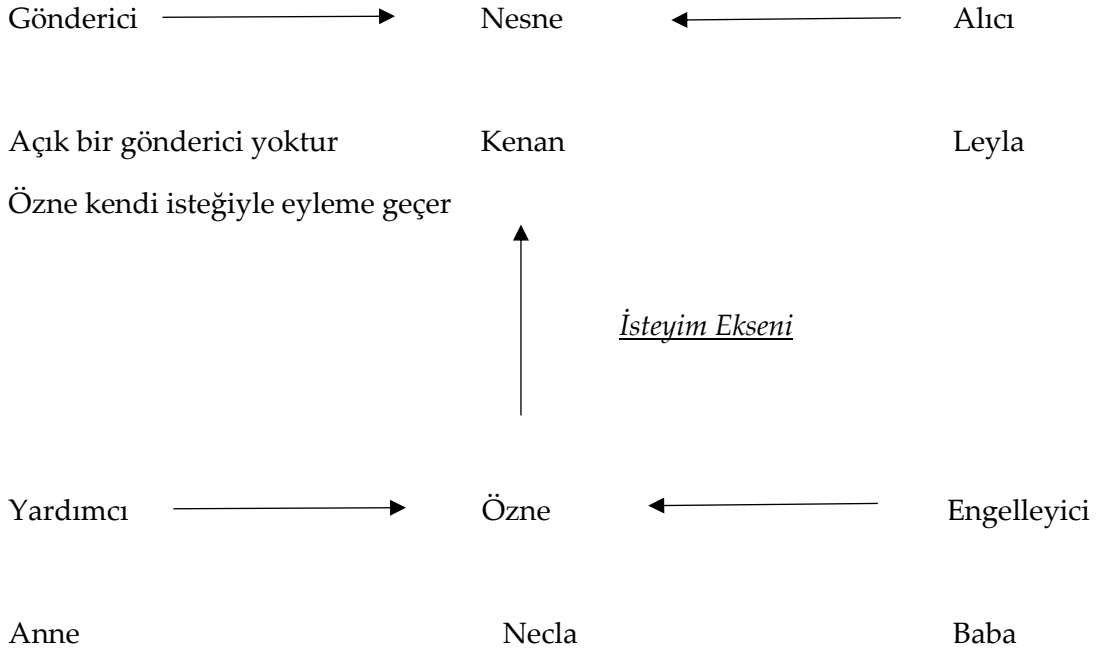 Gönderici Nesne Alıcı
Açık bir gönderici yoktur Kenan Leyla
Özne kendi isteğiyle eyleme geçer
İsteyim Ekseni
Yardımcı Özne Engelleyici
Anne Necla Baba